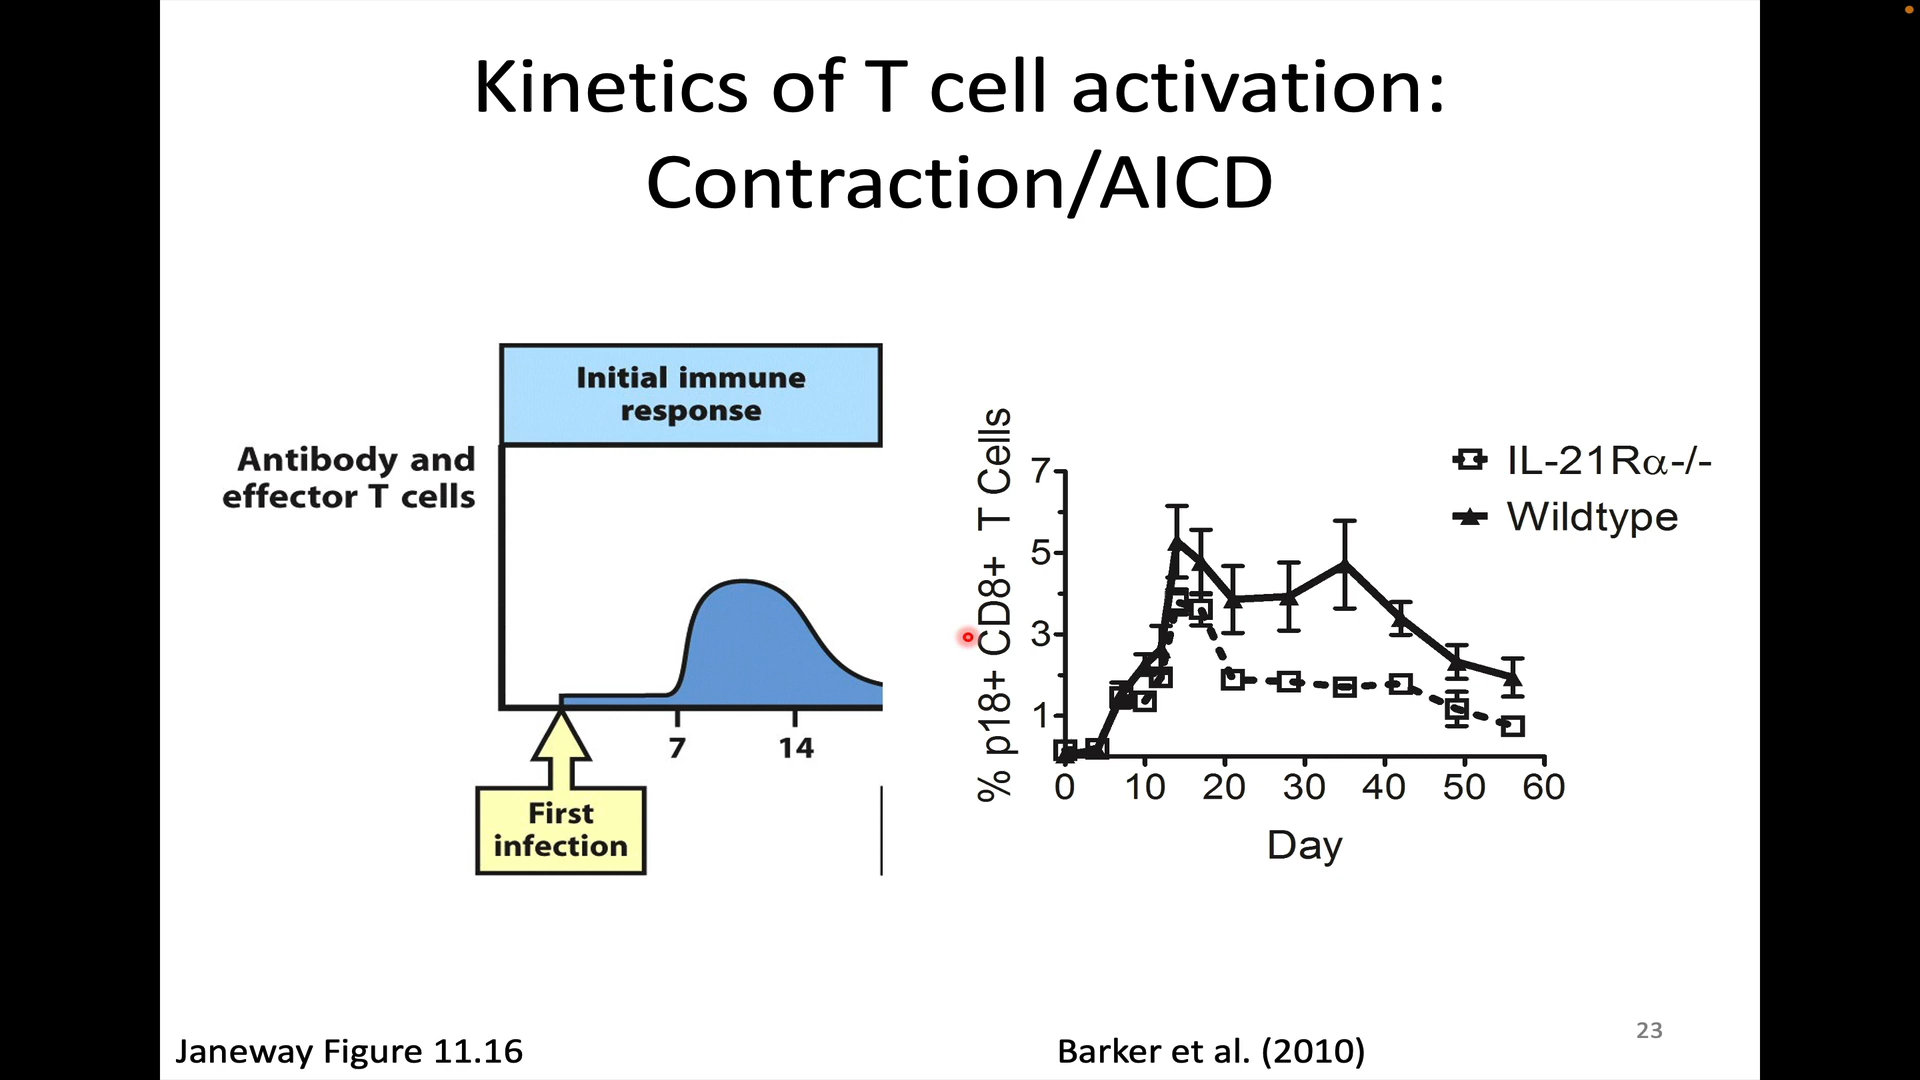 Kinetics of T cell activation:
Contraction/AICD
Initial immune
response
Antibody and
effector T cells
7
14
First
infection
% p18+ CD8+ T Cells
7
5
3
1
0 10 20 30 40 50 60
Day
IL-21Rα-/-
Wildtype
Janeway Figure 11.16
Barker et al. (2010)
23